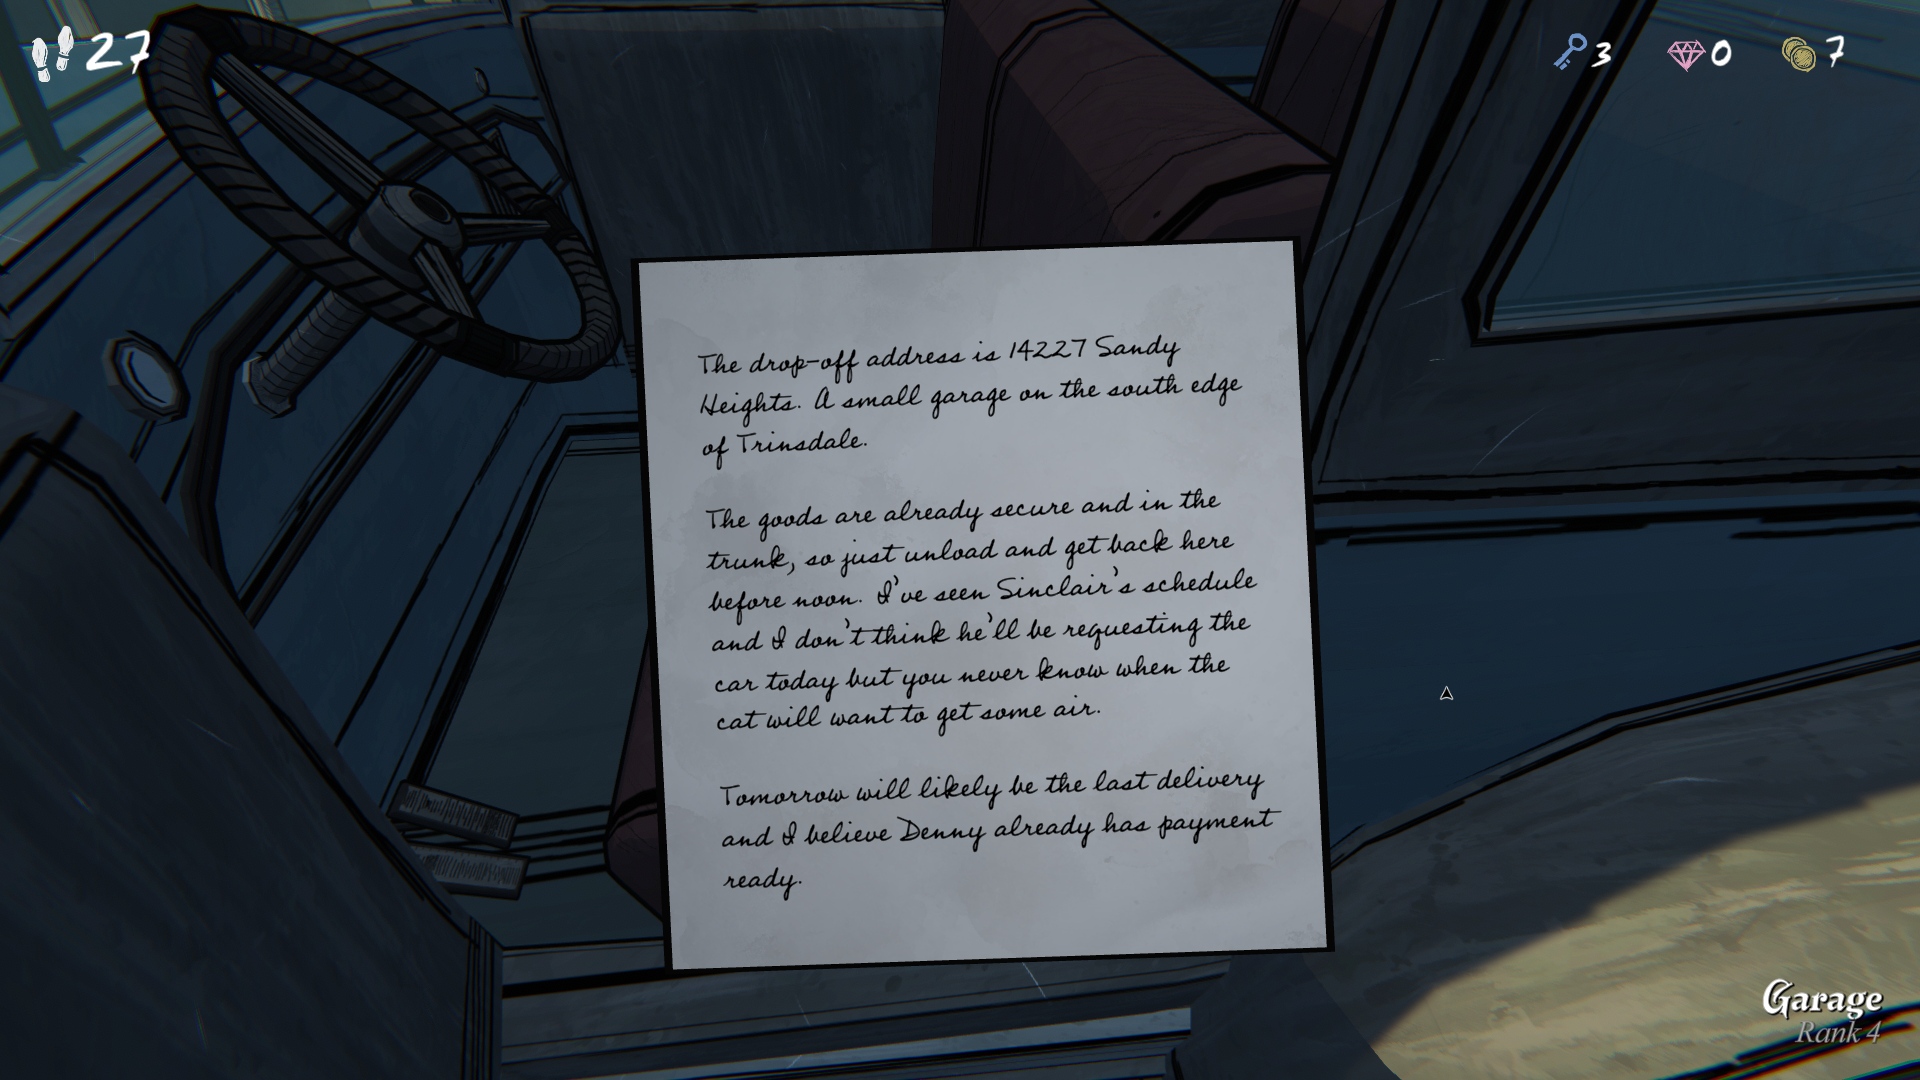 27
3
0
7
The drop-off address is 14227 Sandy
Heights. A small garage on the south edge
of Trinsdale.
The goods are already secure and in the
trunk, so just unload and get back here
before noon. I've seen Sinclair's schedule
and I don't think he'll be requesting the
car today but you never know when the
cat will want to get some air.
Tomorrow will likely be the last delivery
and I believe Denny already has payment
ready.
Garage
Rank 4